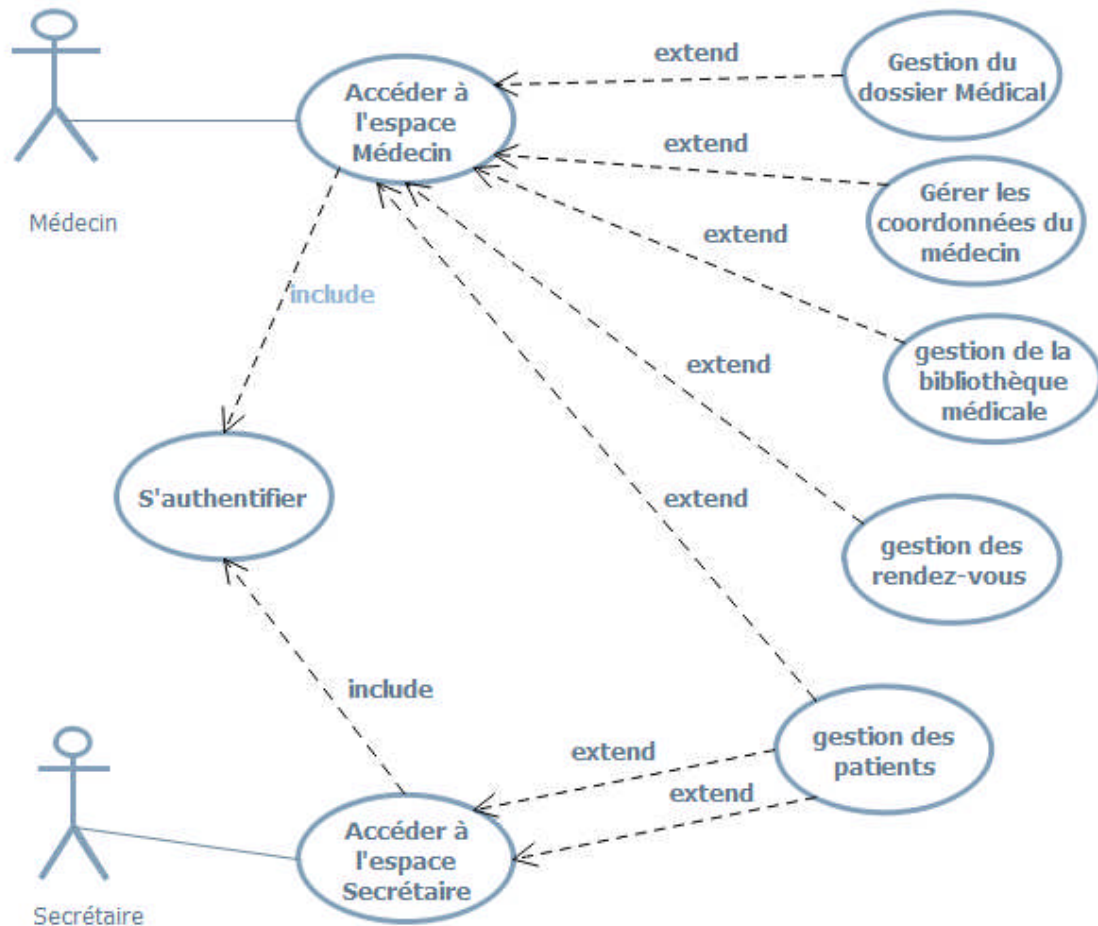 extend
Gestion du
dossier Médical
Accéder à
l'espace
Médecin
extend
Gérer les
coordonnées du
médecin
Médecin
extend
include
gestion de la
bibliothèque
médicale
extend
S'authentifier
extend
gestion des
rendez-vous
include
gestion des
patients
extend
extend
Accéder à
l'espace
Secrétaire
Secrétaire